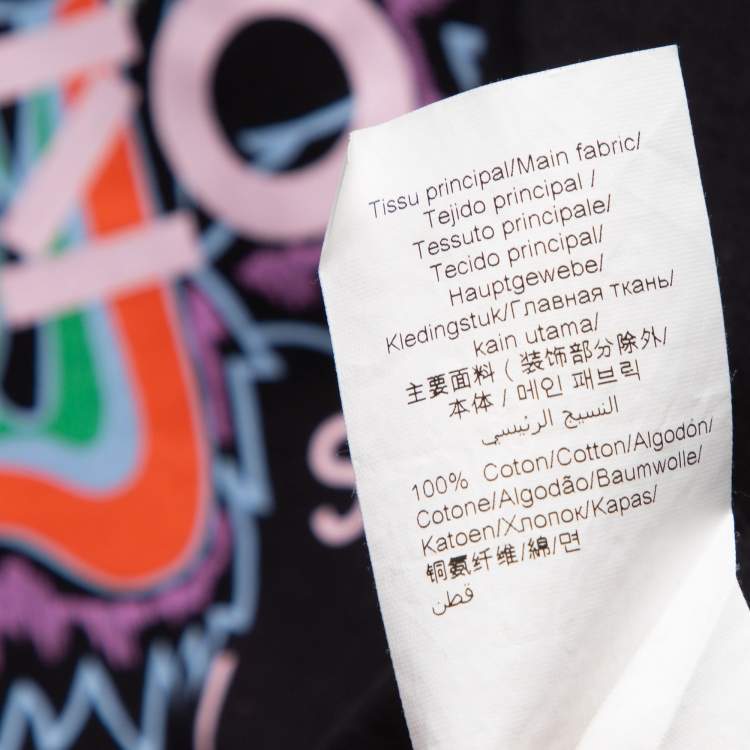 Tissu principal/Main fabric/
Tejido principal /
Tessuto principale/
Tecido principal/
Hauptgewebe/
Kledingstuk/Главная ткань/
kain utama/
主要面料 ( 装饰部分除外/
本体 / 메인 패브릭
النسيج الرئيسي
100% Coton/Cotton/Algodón/
Cotone/Algodão/Baumwolle/
Katoen/Хлопок/Kapas/
铜氨纤维/綿/면
قطن